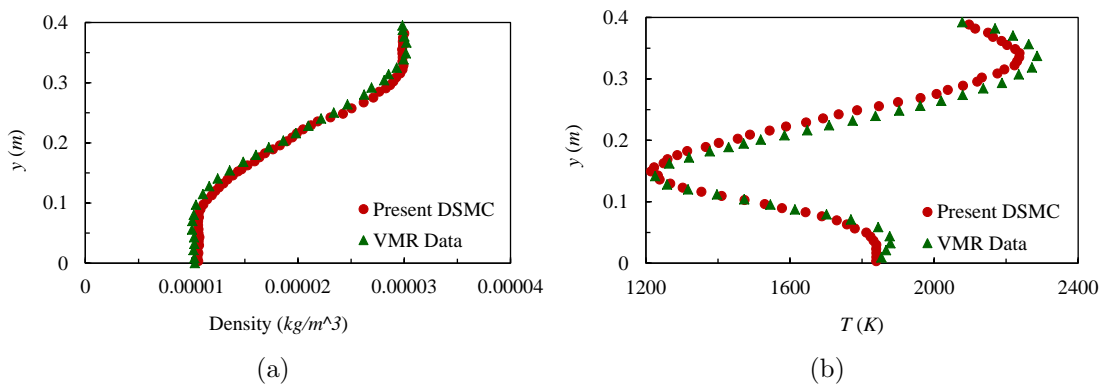 0.4
0.3
0.2
0.1
0
y (m)
Present DSMC
VMR Data
0 0.00001 0.00002 0.00003 0.00004
Density (kg/m^3)
(a)
0.4
0.3
0.2
0.1
0
y (m)
Present DSMC
VMR Data
1200 1600 2000 2400
T (K)
(b)